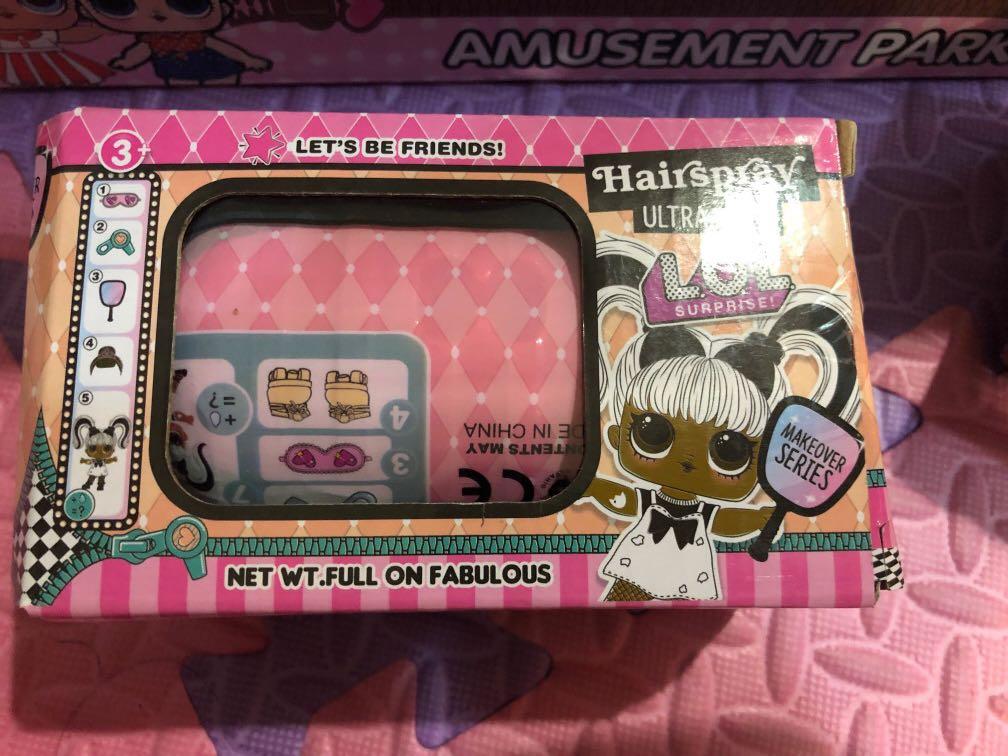 AMUSEMENT PARK
3+
LET'S BE FRIENDS!
Hairspray
ULTRA
L.O.L
SURPRISE!
1
2
3
4
5
=?
=?
+
4
3
CONTENTS MAY
DE IN CHINA
CE
MAKEOVER
SERIES
NET WT.FULL ON FABULOUS